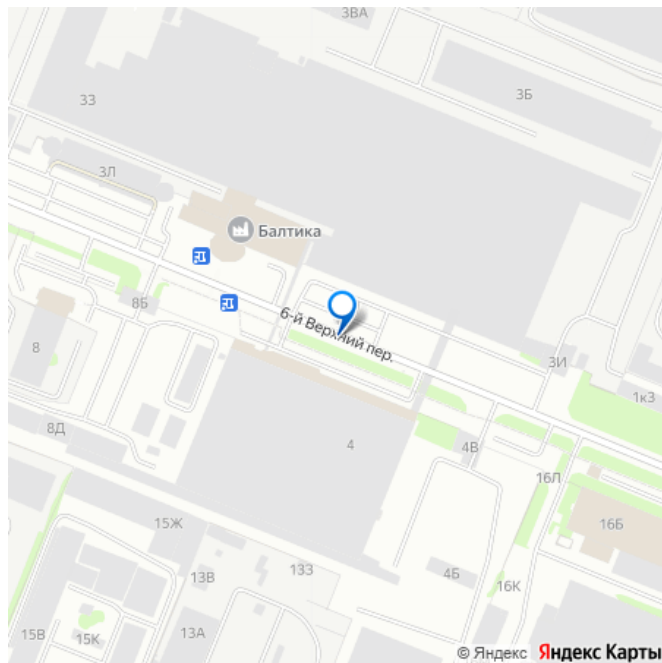 3ВА
33
3Б
3Л
Балтика
8Б
6-й Верхний пер.
8
3И
1к3
8Д
4
4В
16Л
15Ж
16Б
133
13В
4Б
16К
15В
15К
13А
© Яндекс Яндекс Карты